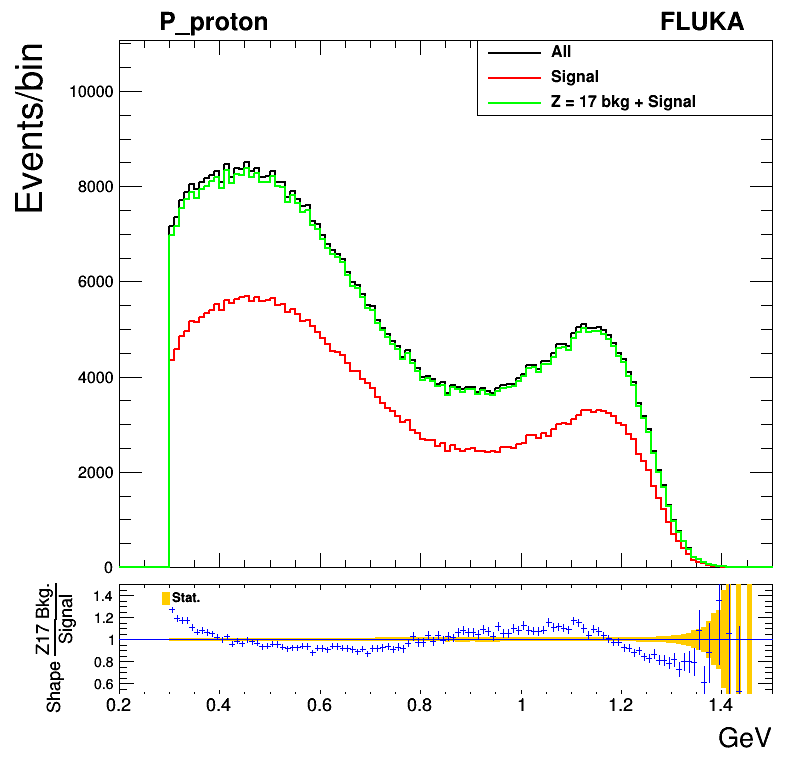 P_proton FLUKA
Events/bin
All
Signal
Z = 17 bkg + Signal
10000
8000
6000
4000
2000
0
Shape Z17 Bkg. Signal
Stat.
1.4
1.2
1
0.8
0.6
0.2 0.4 0.6 0.8 1 1.2 1.4
GeV